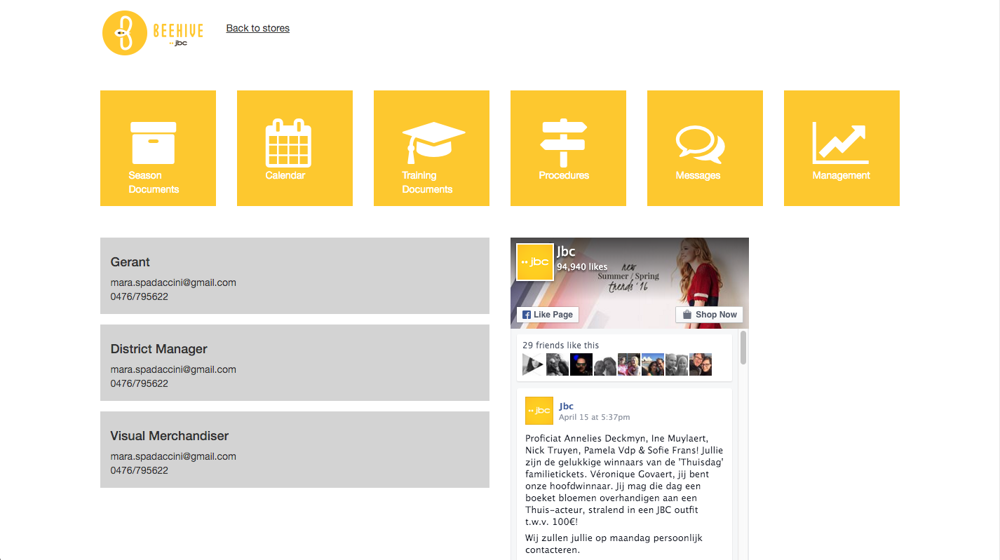 BEEHIVE
jbc
Back to stores
Season
Documents
Calendar
Training
Documents
Procedures
Messages
Management
Gerant
mara.spadaccini@gmail.com
0476/795622
District Manager
mara.spadaccini@gmail.com
0476/795622
Visual Merchandiser
mara.spadaccini@gmail.com
0476/795622
jbc
Jbc
94,940 likes
new
Summer / Spring
trends '16
Like Page
Shop Now
29 friends like this
jbc
Jbc
April 15 at 5:37pm
Proficiat Annelies Deckmyn, Ine Muylaert,
Nick Truyen, Pamela Vdp & Sofie Frans! Jullie
zijn de gelukkige winnaars van de 'Thuisdag'
familietickets. Véronique Govaert, jij bent
onze hoofdwinnaar. Jij mag die dag een
boeket bloemen overhandigen aan een
Thuis-acteur, stralend in een JBC outfit
t.w.v. 100€!
Wij zullen jullie op maandag persoonlijk
contacteren.